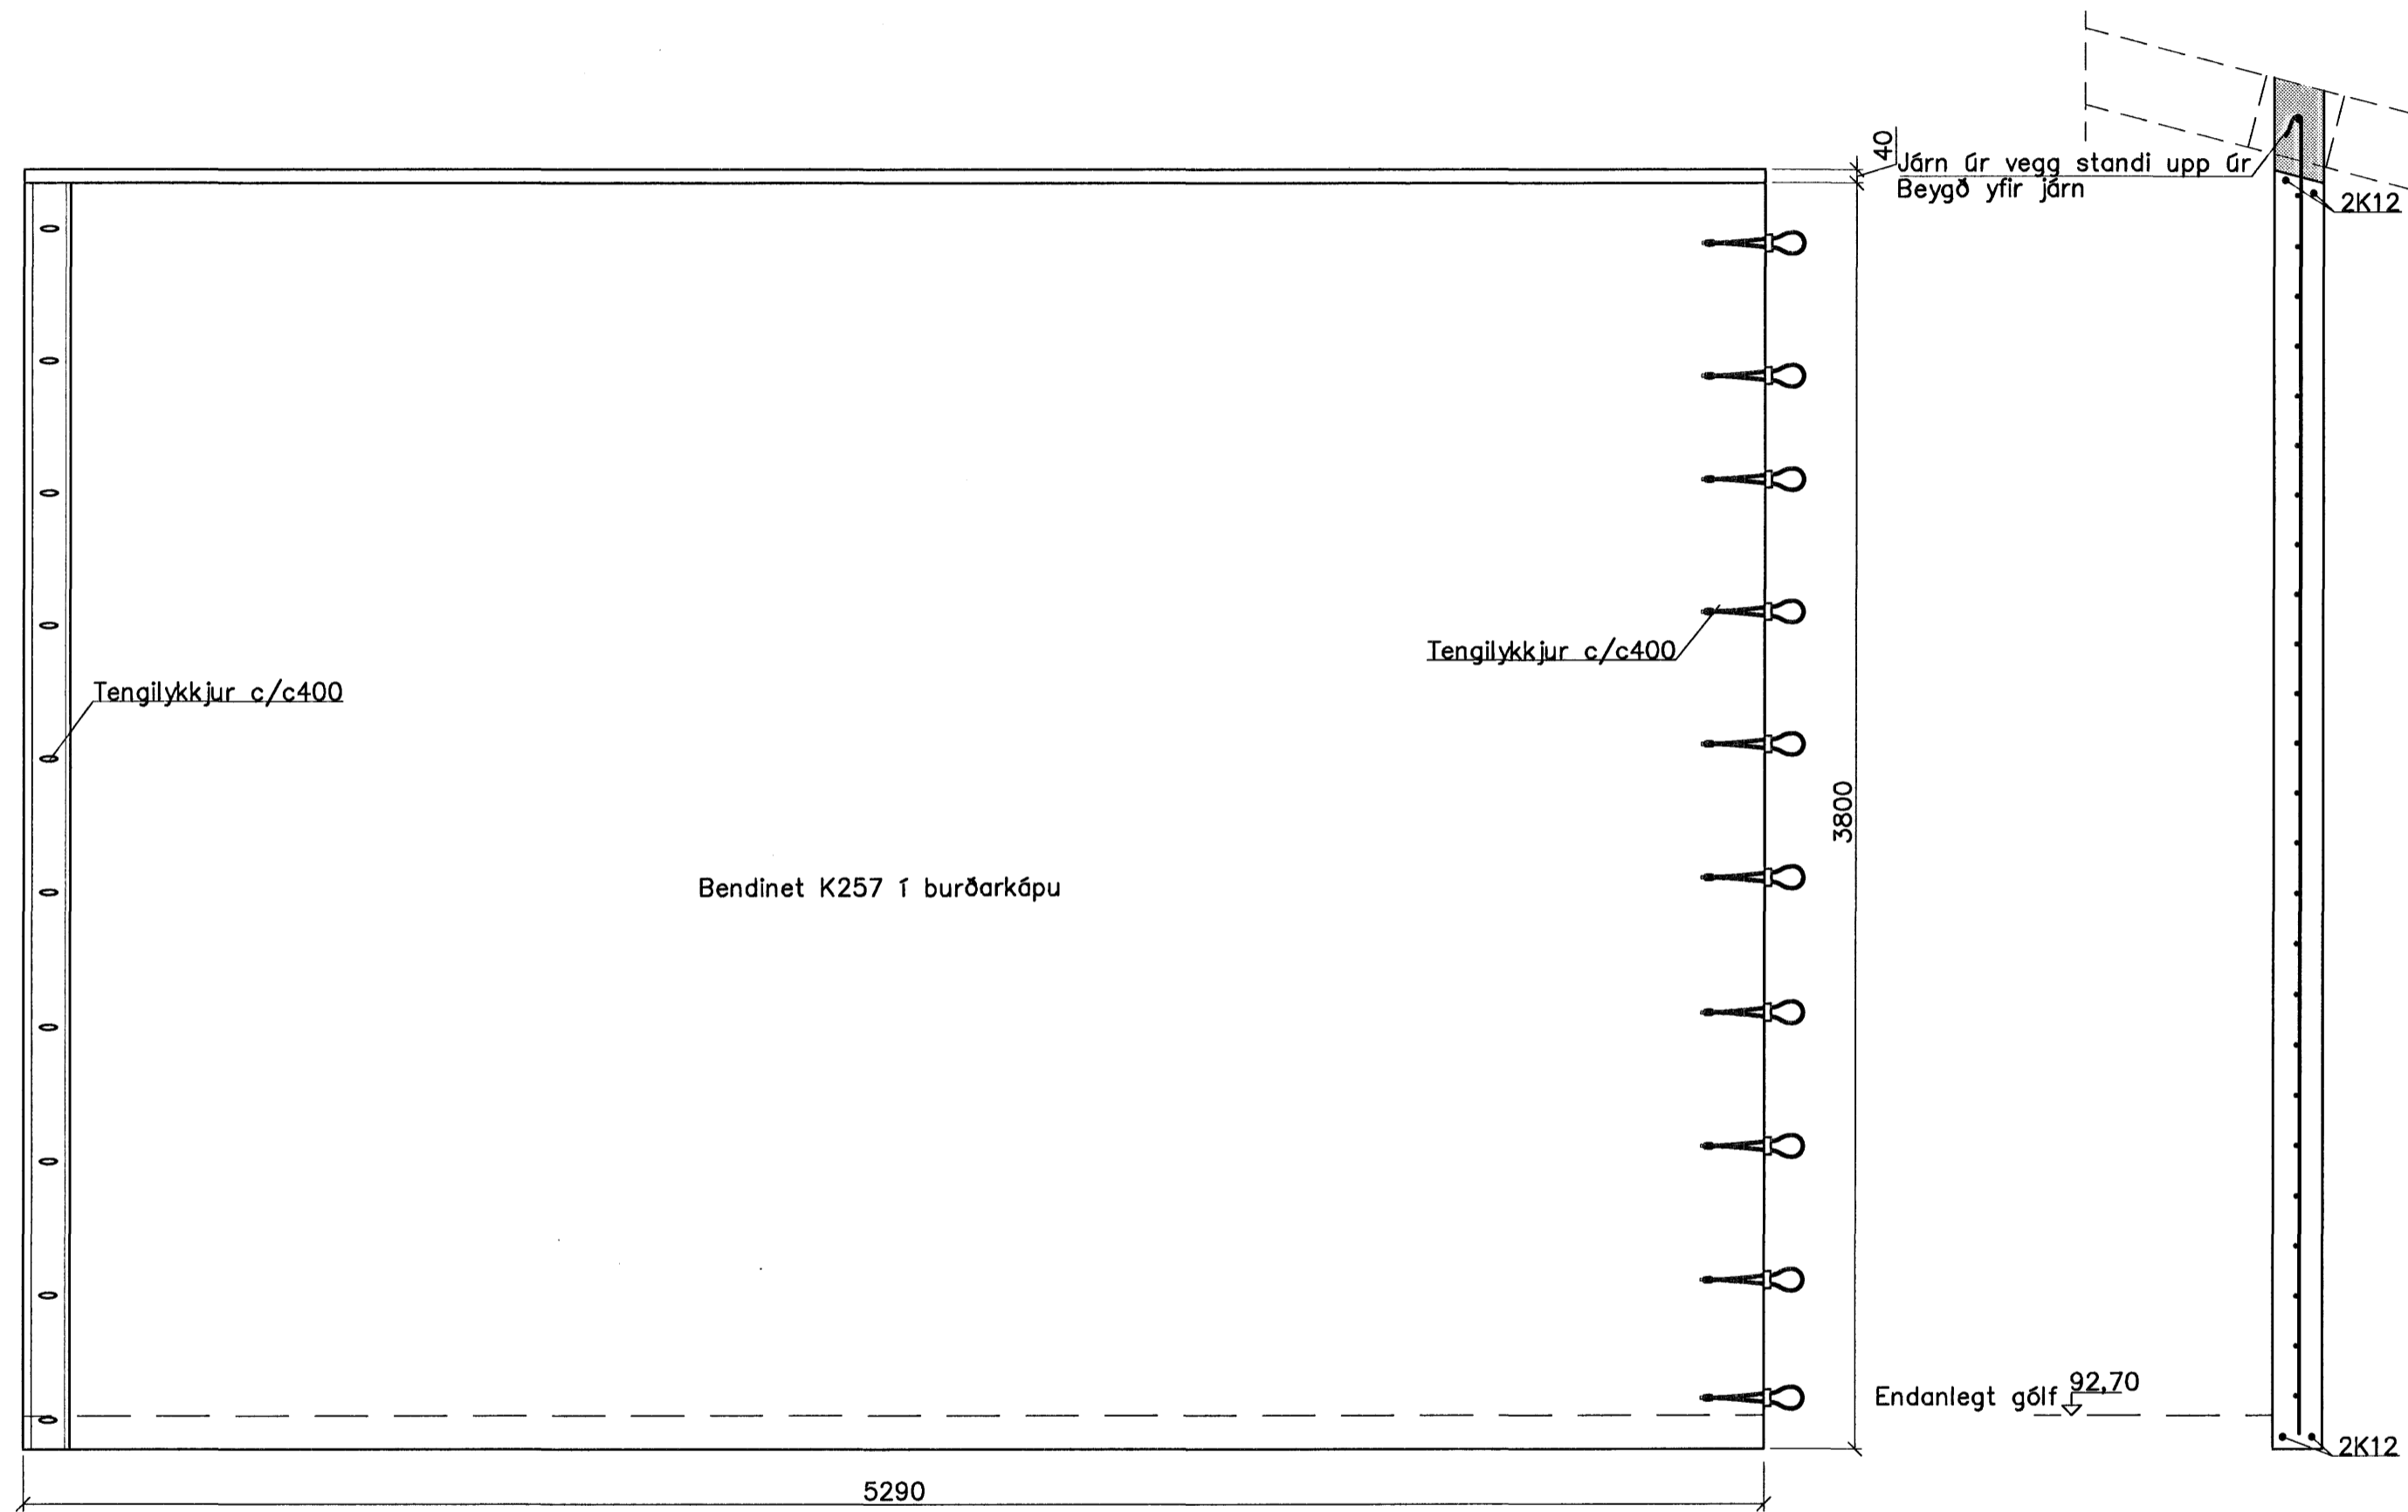 40
Járn úr vegg standi upp úr
Beygð yfir járn
2K12
Tengilykkjur c/c400
Tengilykkjur c/c400
3800
Bendinet K257 í burðarkápu
Endanlegt gólf 92,70
2K12
5290